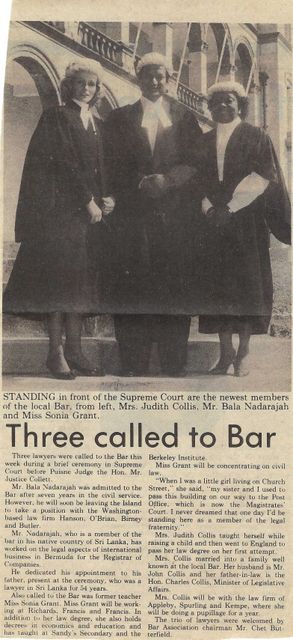 STANDING in front of the Supreme Court are the newest members
of the local Bar, from left, Mrs. Judith Collis, Mr. Bala Nadarajah
and Miss Sonia Grant.
Three called to Bar
Three lawyers were called to the Bar this
week during a brief ceremony in Supreme
Court before Puisne Judge the Hon. Mr.
Justice Collett.
Mr. Bala Nadarajah was admitted to the
Bar after seven years in the civil service.
However, he will soon be leaving the Island
to take a position with the Washington-
based law firm Hanson, O'Brian, Birney
and Butler.
Mr. Nadarajah, who is a member of the
bar in his native country of Sri Lanka, has
worked on the legal aspects of international
business in Bermuda for the Registrar of
Companies.
He dedicated his appointment to his
father, present at the ceremony, who was a
lawyer in Sri Lanka for 54 years.
Also called to the Bar was former teacher
Miss Sonia Grant. Miss Grant will be work-
ing at Richards, Francis and Francis. In
addition to her law degree, she also holds
degrees in economics and education and
has taught at Sandy's Secondary and the
Berkeley Institute.
Miss Grant will be concentrating on civil
law.
"When I was a little girl living on Church
Street," she said, "my sister and I used to
pass this building on our way to the Post
Office, which is now the Magistrates'
Court. I never dreamed that one day I'd be
standing here as a member of the legal
fraternity."
Mrs. Judith Collis taught herself while
raising a child and then went to England to
pass her law degree on her first attempt.
Mrs. Collis married into a family well
known at the local Bar. Her husband is Mr.
John Collis and her father-in-law is the
Hon. Charles Collis, Minister of Legislative
Affairs.
Mrs. Collis will be with the law firm of
Appleby, Spurling and Kempe, where she
will be doing a pupillage for a year.
The trio of lawyers were welcomed by
Bar Association chairman Mr. Chet But-
terfield.